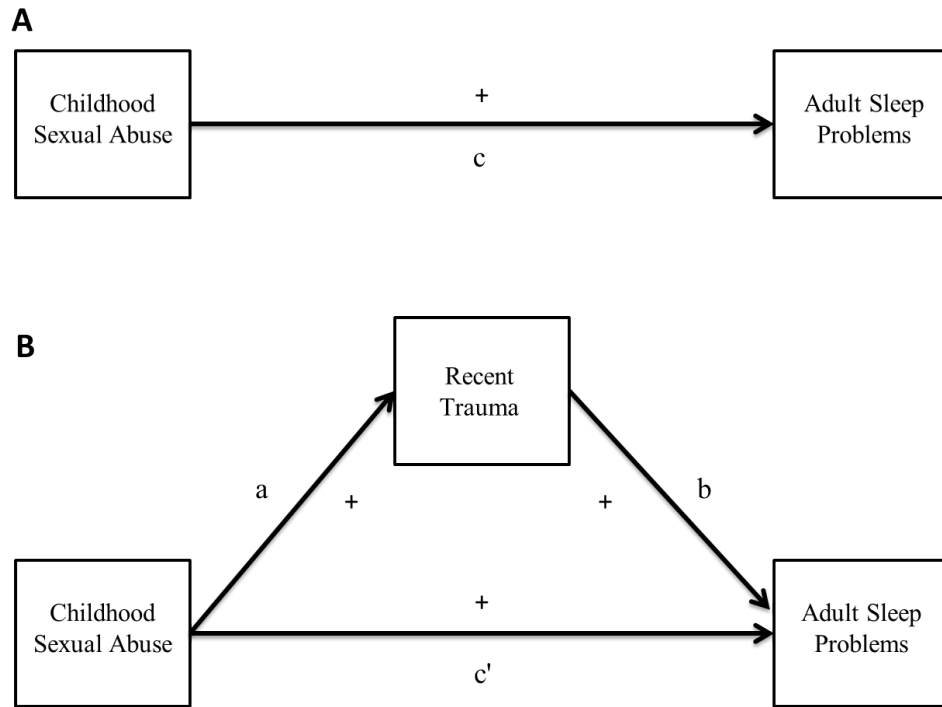 A
Childhood
Sexual Abuse
+
c
Adult Sleep
Problems
B
Recent
Trauma
a
+
+
b
Childhood
Sexual Abuse
+
c'
Adult Sleep
Problems